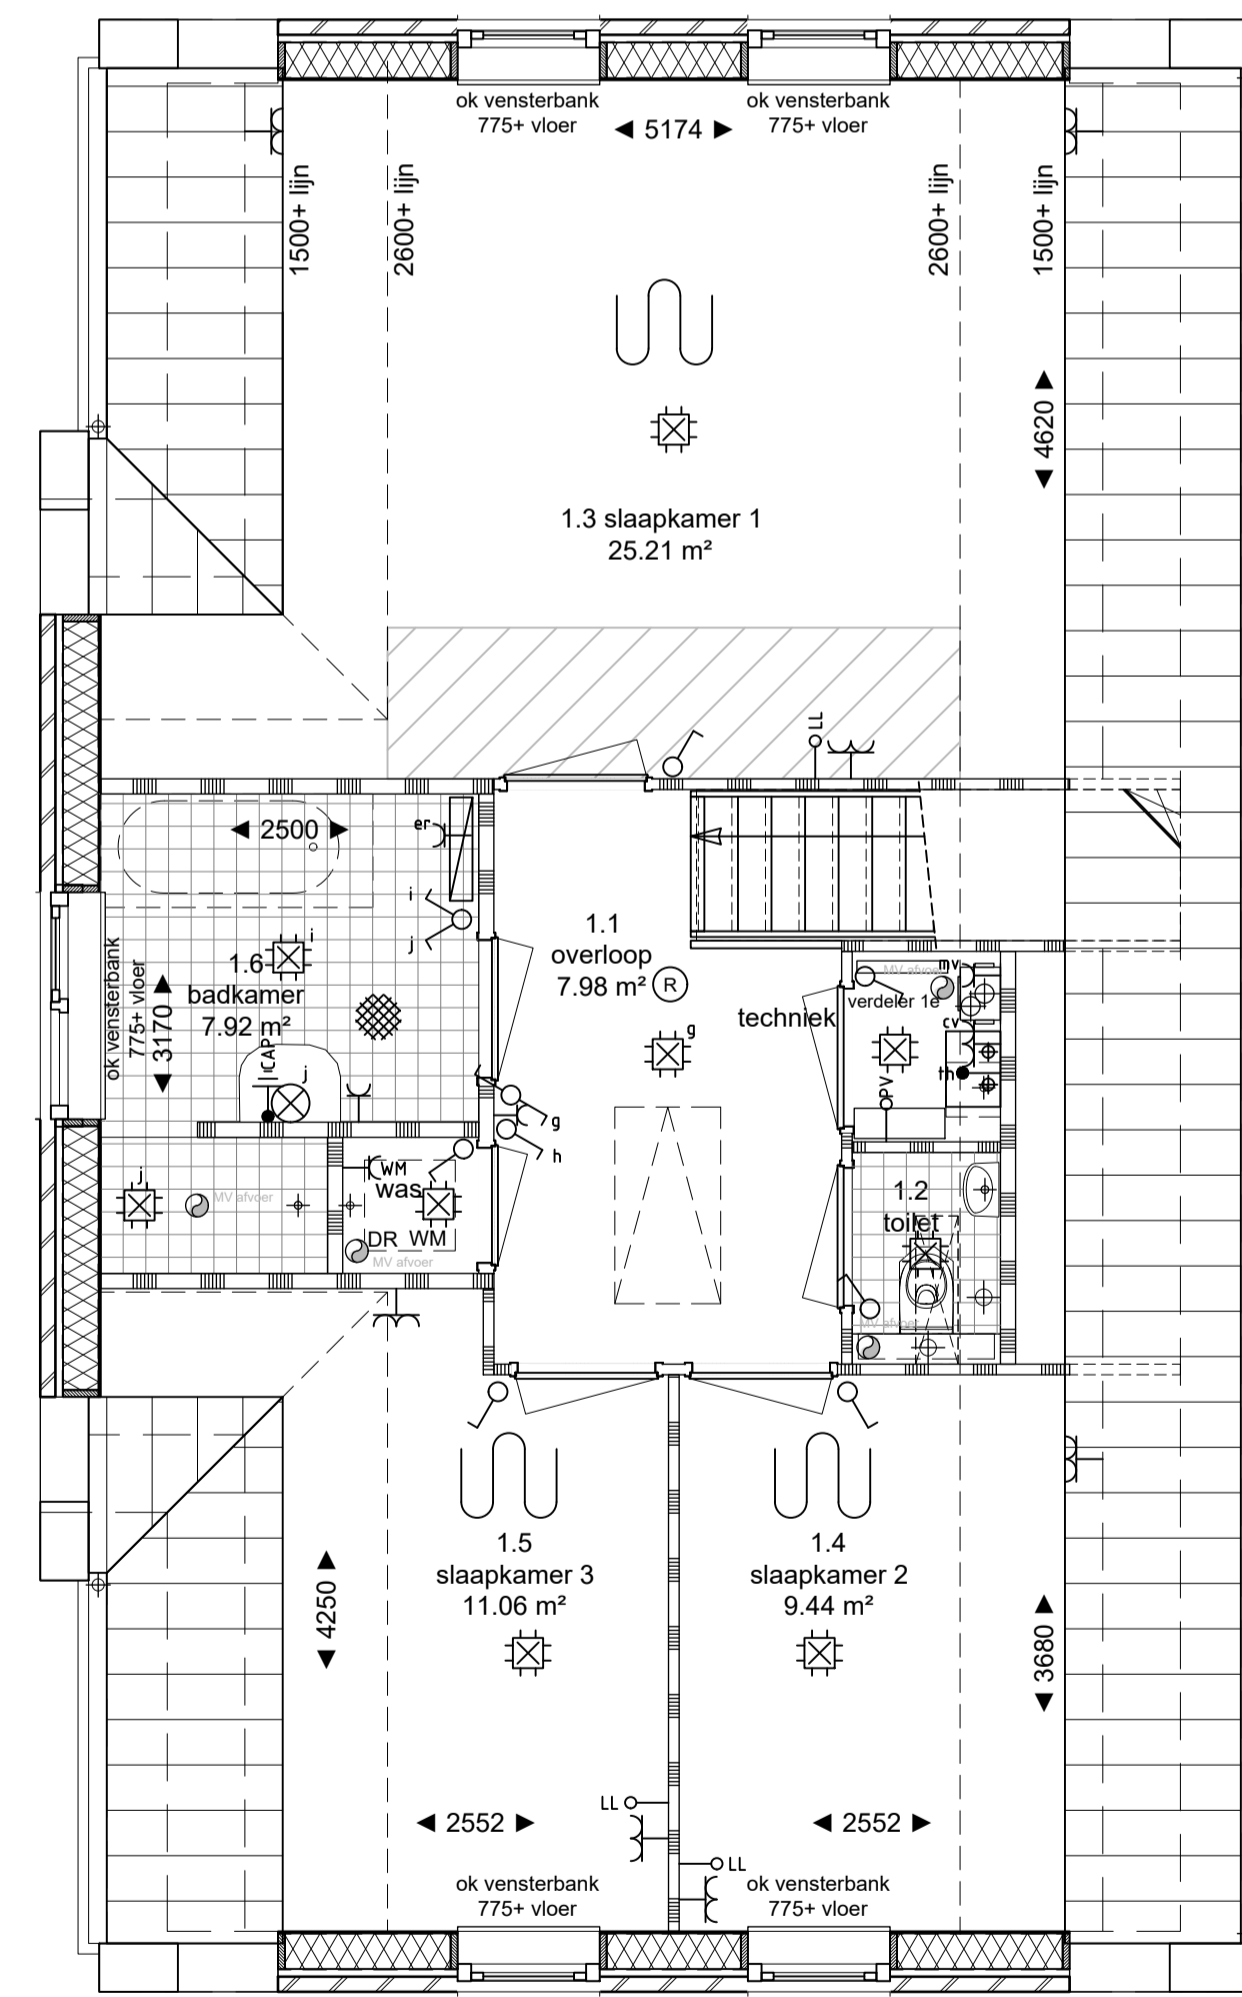 ok vensterbank
775+ vloer
◄ 5174 ►
ok vensterbank
775+ vloer
1500+ lijn
2600+ lijn
2600+ lijn
1500+ lijn
◄ 4620 ►
1.3 slaapkamer 1
25.21 m²
LL
◄ 2500 ►
er
i
j
i
1.6
badkamer
7.92 m²
ok vensterbank
775+ vloer
◄ 3170 ►
CAP
j
1.1
overloop
7.98 m²
R
g
techniek
MV afvoer
mv
verdeler 1e
cv
th
PV
g
h
j
MV afvoer
WM
was
DR WM
MV afvoer
1.2
toilet
MV afvoer
1.5
slaapkamer 3
11.06 m²
1.4
slaapkamer 2
9.44 m²
◄ 4250 ►
◄ 3680 ►
LL
◄ 2552 ►
◄ 2552 ►
LL
ok vensterbank
775+ vloer
ok vensterbank
775+ vloer